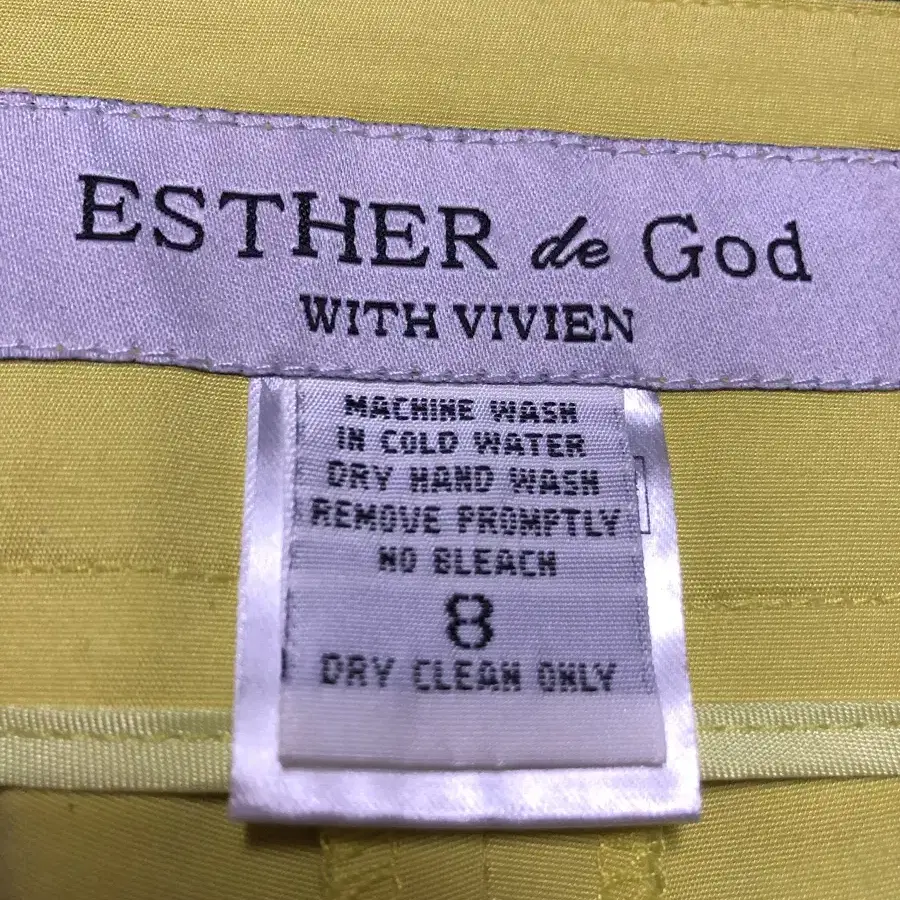 ESTHER de God
WITH VIVIEN
MACHINE WASH
IN COLD WATER
DRY HAND WASH
REMOVE PROMPTLY
NO BLEACH
8
DRY CLEAN ONLY